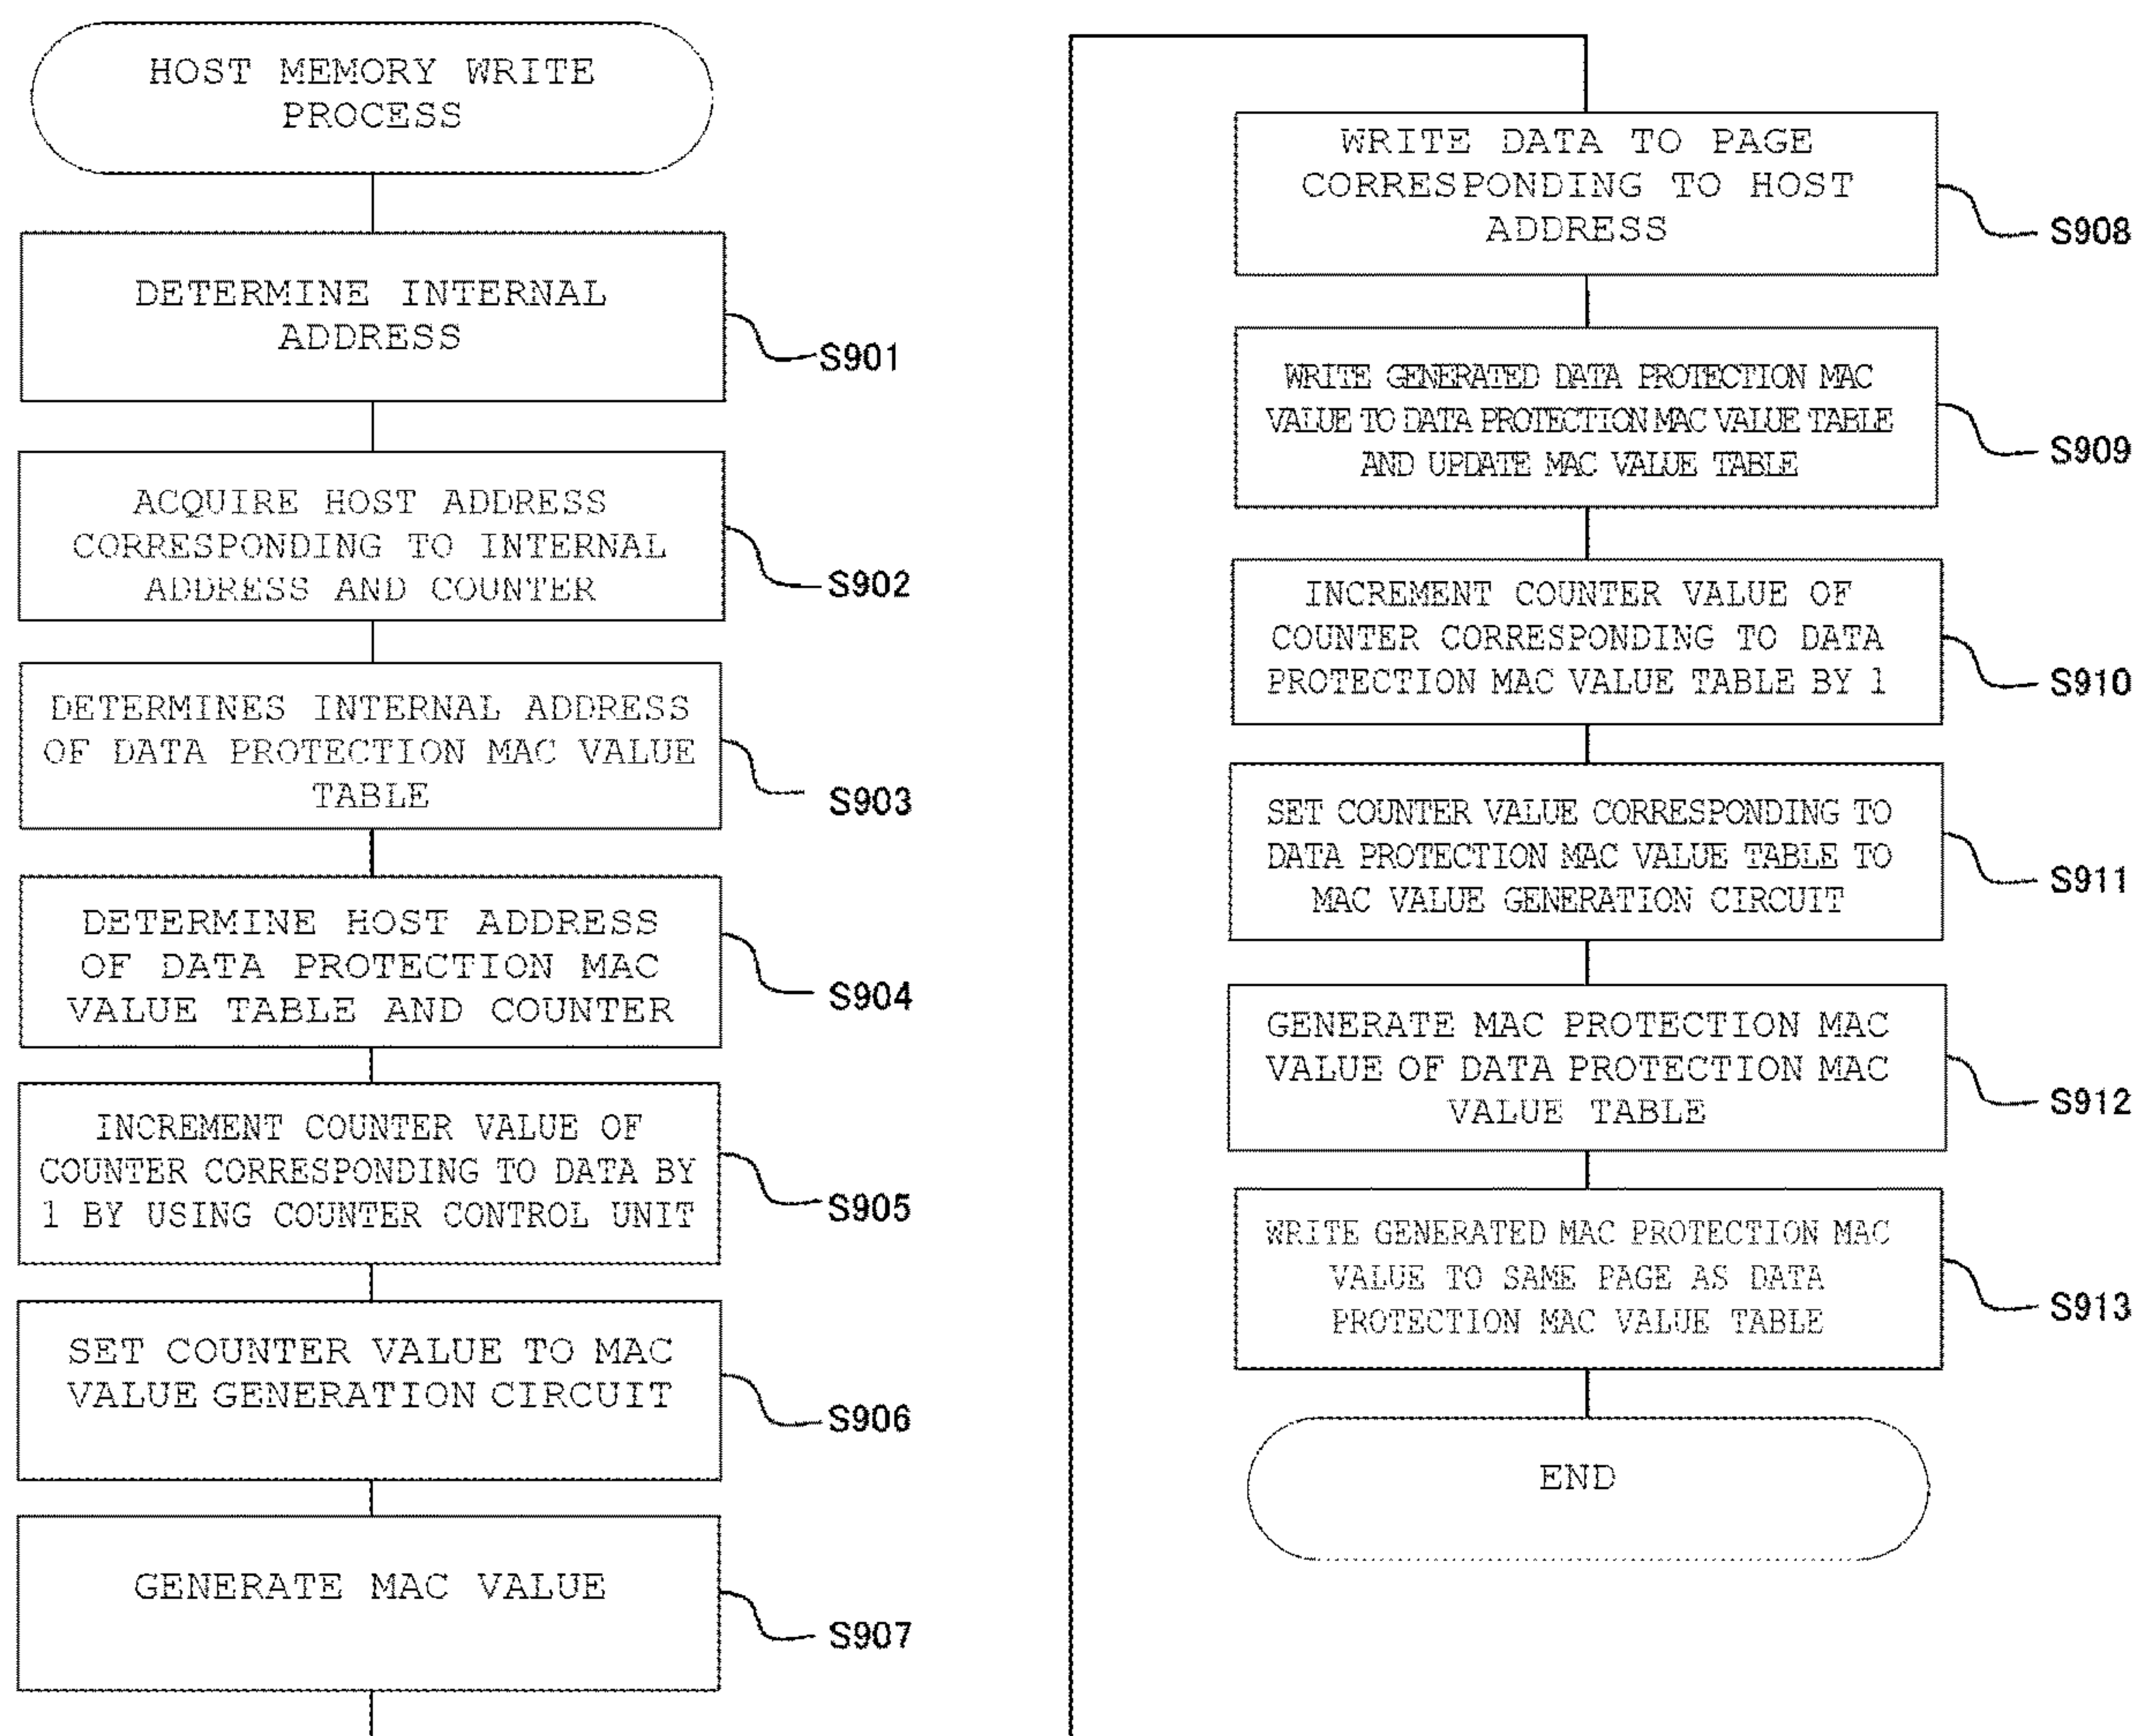 HOST MEMORY WRITE
PROCESS
DETERMINE INTERNAL
ADDRESS
S901
ACQUIRE HOST ADDRESS
CORRESPONDING TO INTERNAL
ADDRESS AND COUNTER
S902
DETERMINES INTERNAL ADDRESS
OF DATA PROTECTION MAC VALUE
TABLE
S903
DETERMINE HOST ADDRESS
OF DATA PROTECTION MAC
VALUE TABLE AND COUNTER
S904
INCREMENT COUNTER VALUE OF
COUNTER CORRESPONDING TO DATA BY
1 BY USING COUNTER CONTROL UNIT
S905
SET COUNTER VALUE TO MAC
VALUE GENERATION CIRCUIT
S906
GENERATE MAC VALUE
S907
WRITE DATA TO PAGE
CORRESPONDING TO HOST
ADDRESS
S908
WRITE GENERATED DATA PROTECTION MAC
VALUE TO DATA PROTECTION MAC VALUE TABLE
AND UPDATE MAC VALUE TABLE
S909
INCREMENT COUNTER VALUE OF
COUNTER CORRESPONDING TO DATA
PROTECTION MAC VALUE TABLE BY 1
S910
SET COUNTER VALUE CORRESPONDING TO
DATA PROTECTION MAC VALUE TABLE TO
MAC VALUE GENERATION CIRCUIT
S911
GENERATE MAC PROTECTION MAC
VALUE OF DATA PROTECTION MAC
VALUE TABLE
S912
WRITE GENERATED MAC PROTECTION MAC
VALUE TO SAME PAGE AS DATA
PROTECTION MAC VALUE TABLE
S913
END